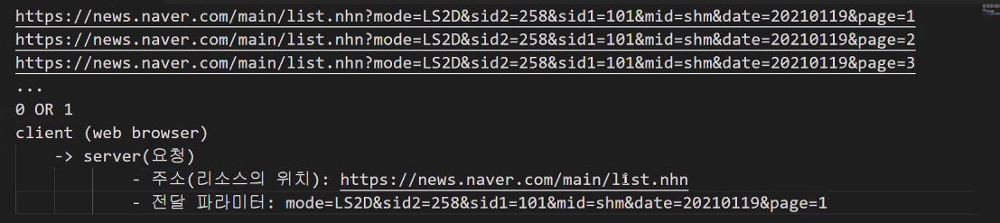 https://news.naver.com/main/list.nhn?mode=LS2D&sid2=258&sid1=101&mid=shm&date=20210119&page=1
https://news.naver.com/main/list.nhn?mode=LS2D&sid2=258&sid1=101&mid=shm&date=20210119&page=2
https://news.naver.com/main/list.nhn?mode=LS2D&sid2=258&sid1=101&mid=shm&date=20210119&page=3
...
0 OR 1
client (web browser)
-> server(요청)
- 주소(리소스의 위치): https://news.naver.com/main/list.nhn
- 전달 파라미터: mode=LS2D&sid2=258&sid1=101&mid=shm&date=20210119&page=1